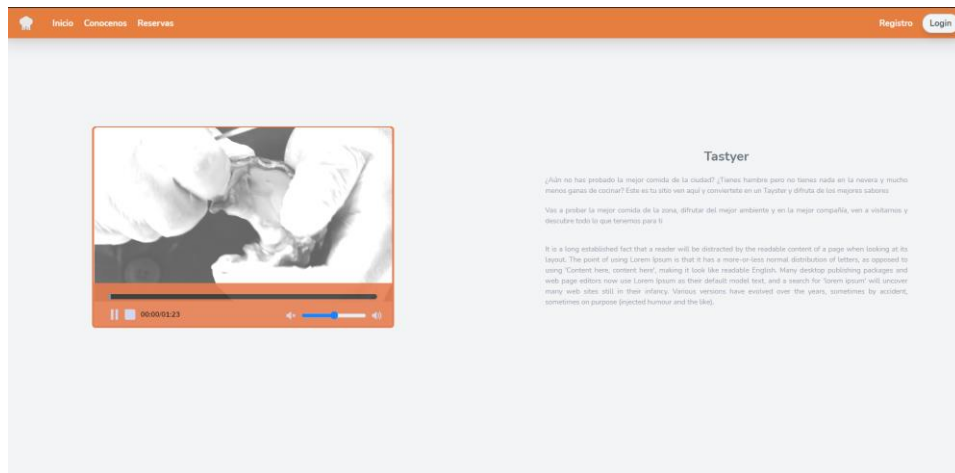 Inicio Conocenos Reservas Registro Login
Tastyer
¿Aún no has probado la mejor comida de la ciudad? ¿Tienes hambre pero no tienes nada en la nevera y mucho
menos ganas de cocinar? Este es tu sitio ven aquí y conviertete en un Tayster y difruta de los mejores sabores
Vas a probar la mejor comida de la zona, difrutar del mejor ambiente y en la mejor compañía, ven a visitarnos y
descubre todo lo que tenemos para ti
It is a long established fact that a reader will be distracted by the readable content of a page when looking at its
layout. The point of using Lorem Ipsum is that it has a more-or-less normal distribution of letters, as opposed to
using 'Content here, content here', making it look like readable English. Many desktop publishing packages and
web page editors now use Lorem Ipsum as their default model text, and a search for 'lorem ipsum' will uncover
many web sites still in their infancy. Various versions have evolved over the years, sometimes by accident,
sometimes on purpose (injected humour and the like).
00:00/01:23